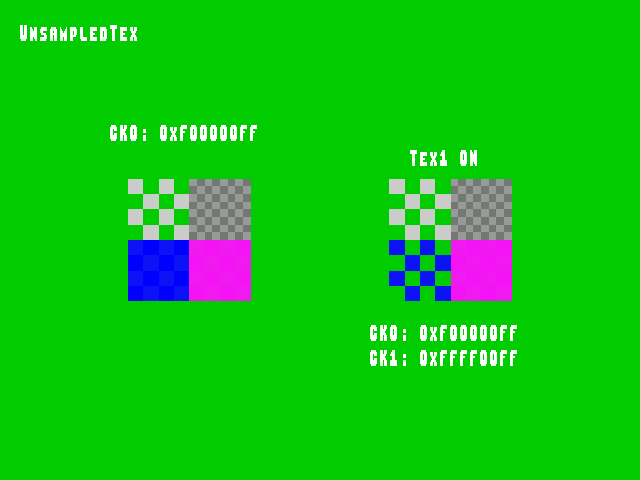 UnsampledTex
CK0: 0xF00000FF
Tex1 ON
CK0: 0xF00000FF
CK1: 0xFFFF00FF